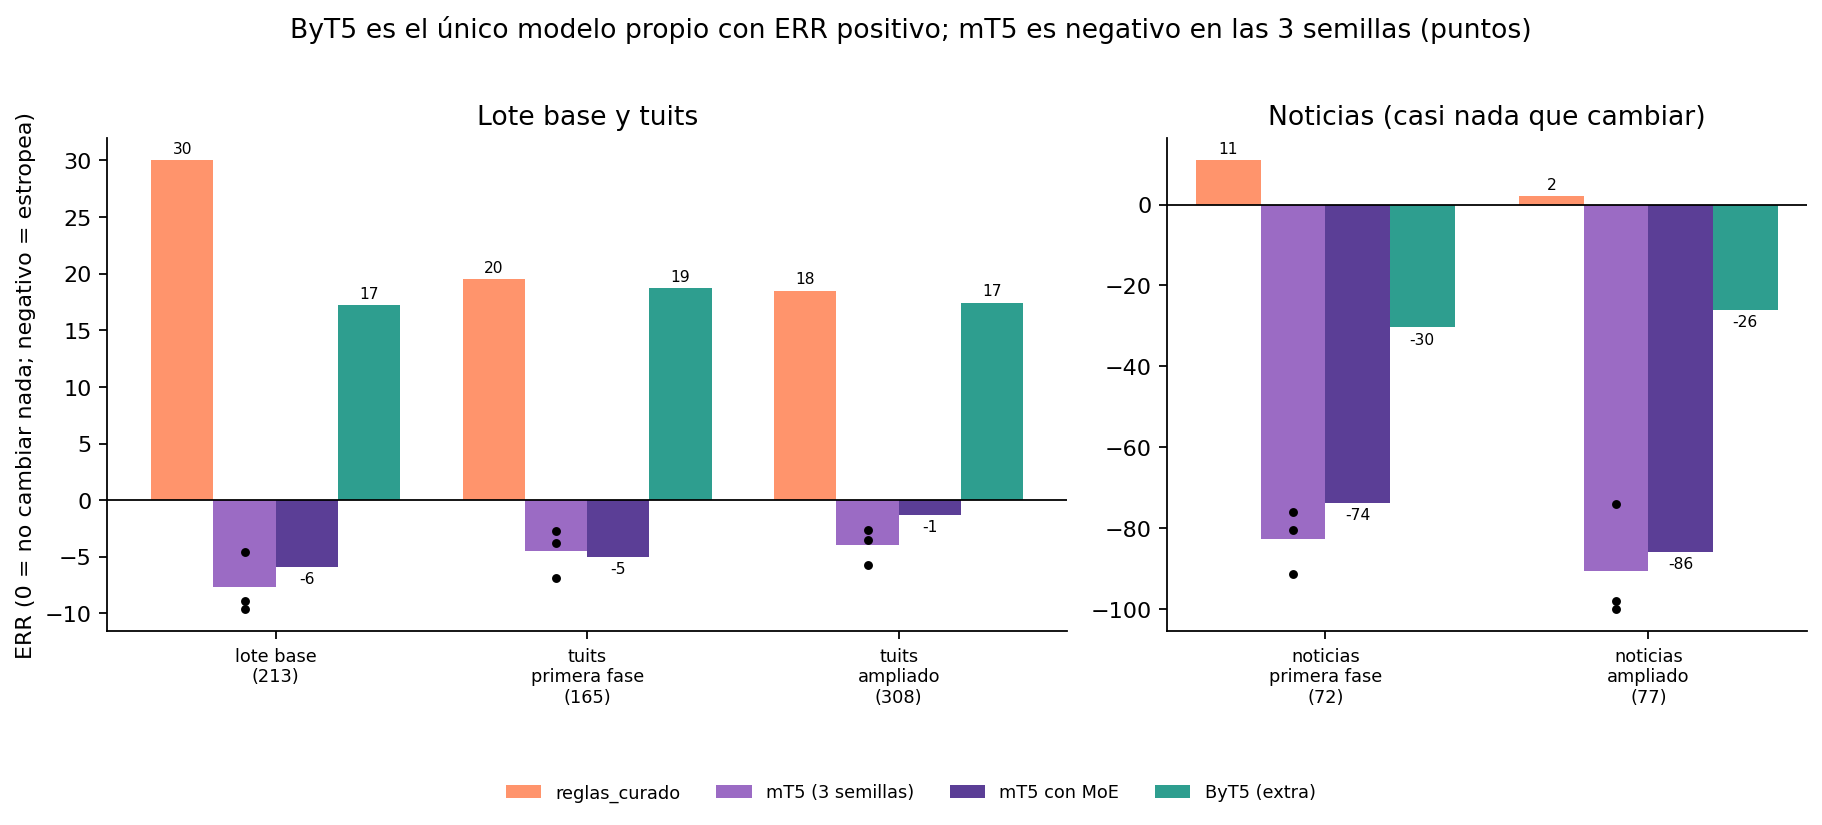 ByT5 es el único modelo propio con ERR positivo; mT5 es negativo en las 3 semillas (puntos)
Lote base y tuits
ERR (0 = no cambiar nada; negativo = estropea)
30
25
20
15
10
5
0
−5
−10
30
-6
17
20
-5
19
18
-1
17
lote base
(213)
tuits
primera fase
(165)
tuits
ampliado
(308)
Noticias (casi nada que cambiar)
0
−20
−40
−60
−80
−100
11
-74
-30
2
-86
-26
noticias
primera fase
(72)
noticias
ampliado
(77)
reglas_curado
mT5 (3 semillas)
mT5 con MoE
ByT5 (extra)